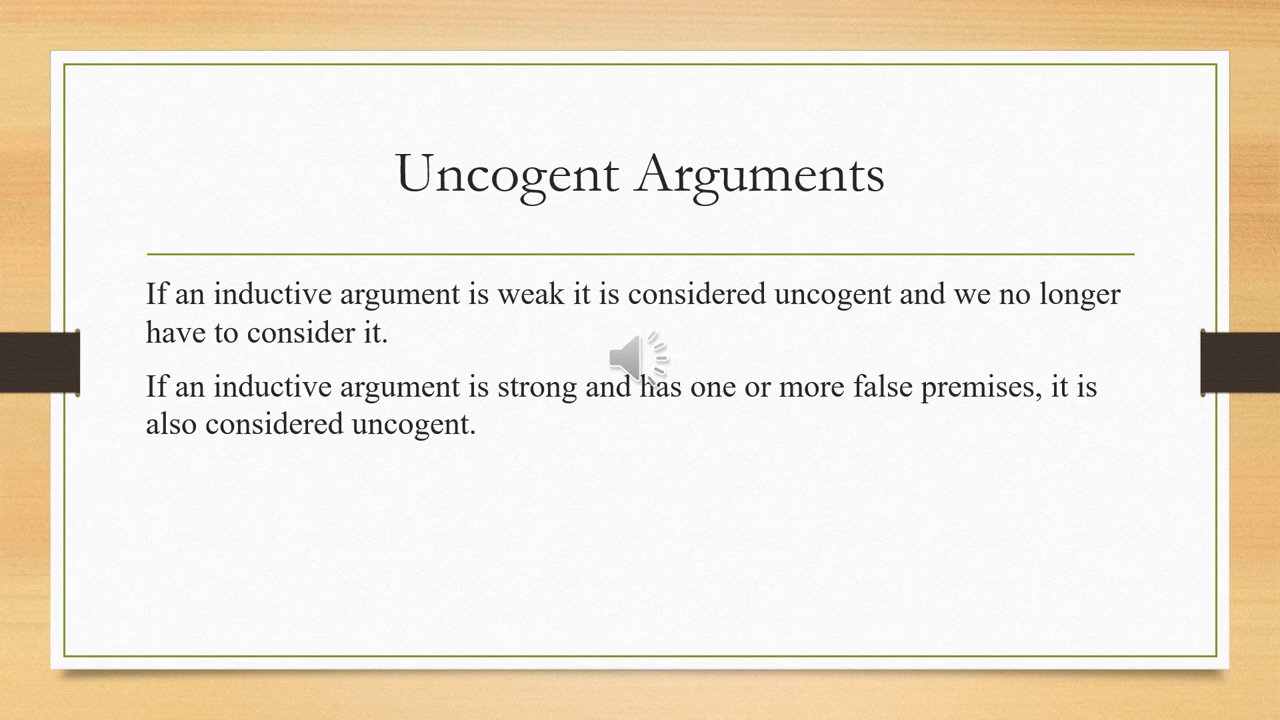 Uncogent Arguments
If an inductive argument is weak it is considered uncogent and we no longer
have to consider it.
If an inductive argument is strong and has one or more false premises, it is
also considered uncogent.